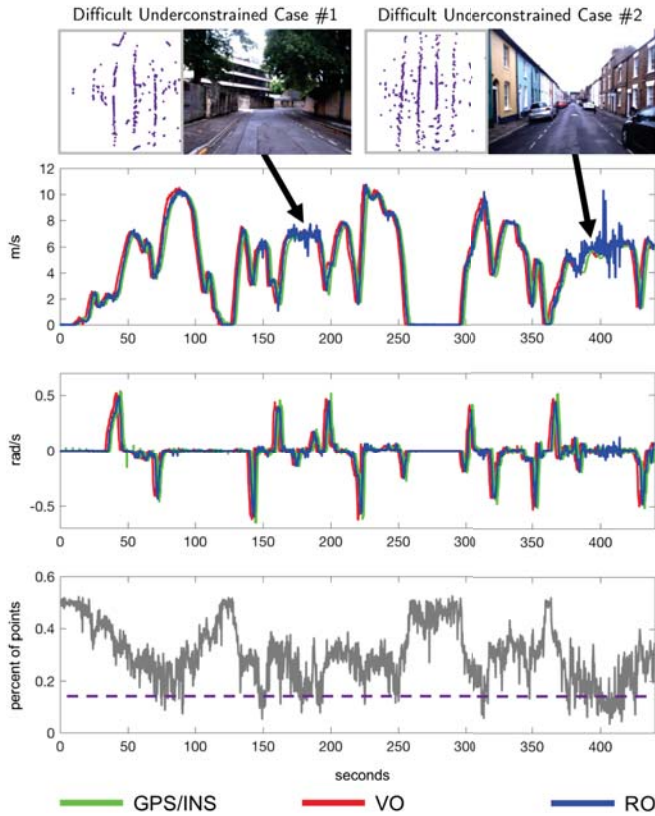 Difficult Underconstrained Case #1
Difficult Underconstrained Case #2
12
10
8
6
4
2
0
m/s
0 50 100 150 200 250 300 350 400
0.5
0
-0.5
rad/s
0 50 100 150 200 250 300 350 400
0.6
0.4
0.2
0
percent of points
0 50 100 150 200 250 300 350 400
seconds
GPS/INS VO RO